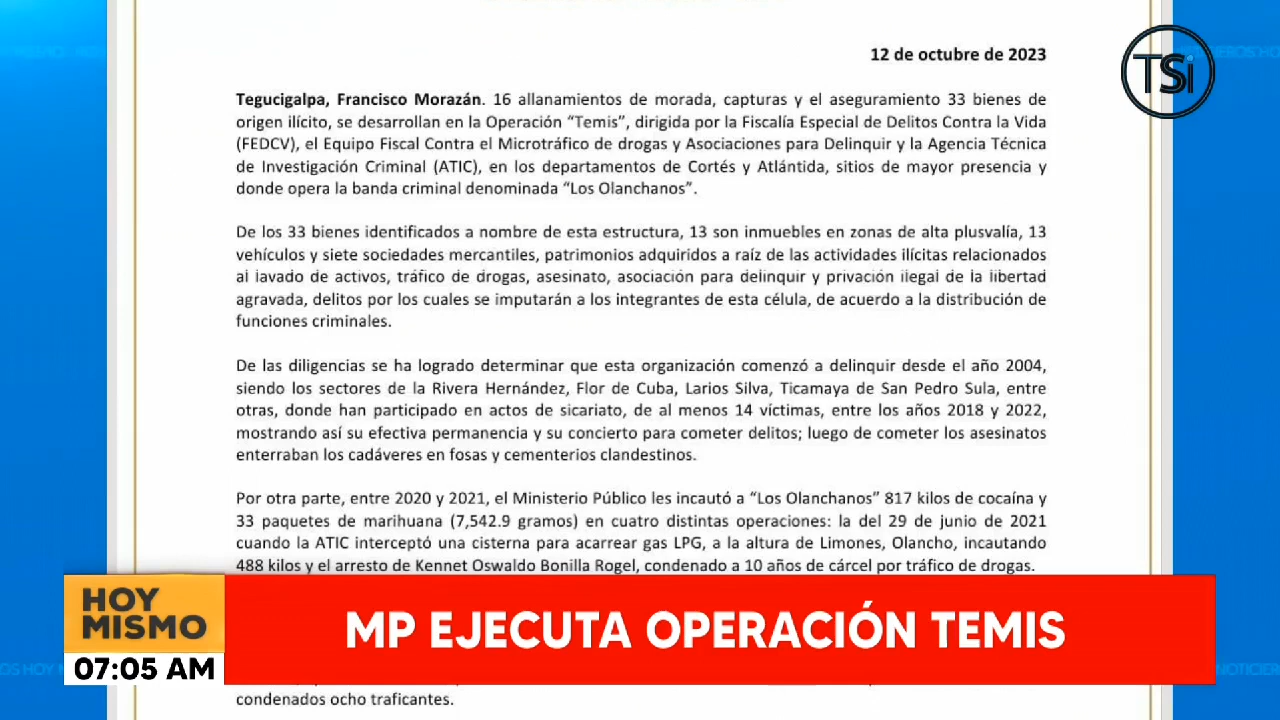 12 de octubre de 2023
TSi
Tegucigalpa, Francisco Morazán. 16 allanamientos de morada, capturas y el aseguramiento 33 bienes de
origen ilícito, se desarrollan en la Operación “Temis”, dirigida por la Fiscalía Especial de Delitos Contra la Vida
(FEDCV), el Equipo Fiscal Contra el Microtráfico de drogas y Asociaciones para Delinquir y la Agencia Técnica
de Investigación Criminal (ATIC), en los departamentos de Cortés y Atlántida, sitios de mayor presencia y
donde opera la banda criminal denominada “Los Olanchanos”.
De los 33 bienes identificados a nombre de esta estructura, 13 son inmuebles en zonas de alta plusvalía, 13
vehículos y siete sociedades mercantiles, patrimonios adquiridos a raíz de las actividades ilícitas relacionados
al lavado de activos, tráfico de drogas, asesinato, asociación para delinquir y privación ilegal de la libertad
agravada, delitos por los cuales se imputarán a los integrantes de esta célula, de acuerdo a la distribución de
funciones criminales.
De las diligencias se ha logrado determinar que esta organización comenzó a delinquir desde el año 2004,
siendo los sectores de la Rivera Hernández, Flor de Cuba, Larios Silva, Ticamaya de San Pedro Sula, entre
otras, donde han participado en actos de sicariato, de al menos 14 víctimas, entre los años 2018 y 2022,
mostrando así su efectiva permanencia y su concierto para cometer delitos; luego de cometer los asesinatos
enterraban los cadáveres en fosas y cementerios clandestinos.
Por otra parte, entre 2020 y 2021, el Ministerio Público les incautó a “Los Olanchanos” 817 kilos de cocaína y
33 paquetes de marihuana (7,542.9 gramos) en cuatro distintas operaciones: la del 29 de junio de 2021
cuando la ATIC interceptó una cisterna para acarrear gas LPG, a la altura de Limones, Olancho, incautando
488 kilos y el arresto de Kennet Oswaldo Bonilla Rogel, condenado a 10 años de cárcel por tráfico de drogas.
HOY
MISMO
07:05 AM
MP EJECUTA OPERACIÓN TEMIS
condenados ocho traficantes.